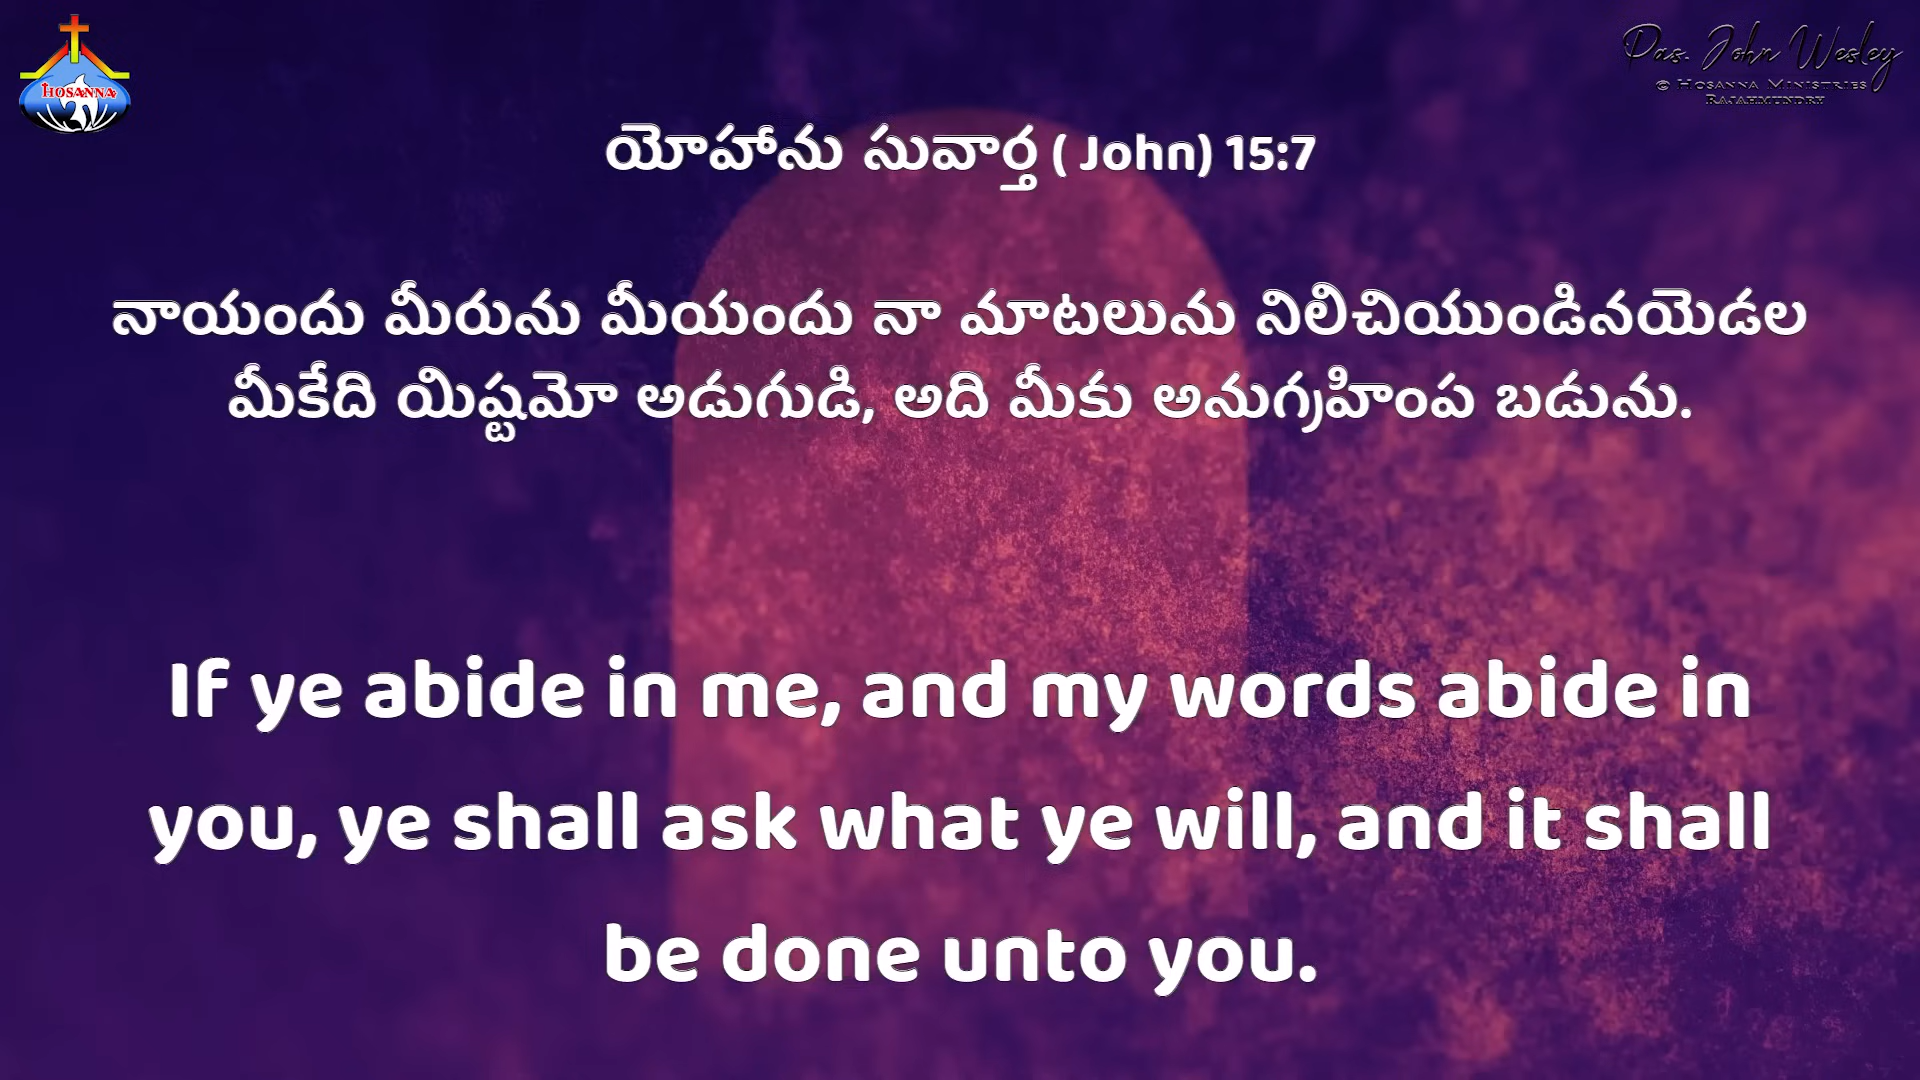 HOSANNA
Pas. John Wesley
© Hosanna Ministries
Rajahmundry
యోహాను సువార్త ( John) 15:7
నాయందు మీరును మీయందు నా మాటలును నిలిచియుండినయెడల
మీకేది యిష్టమో అడుగుడి, అది మీకు అనుగ్రహింప బడును.
If ye abide in me, and my words abide in
you, ye shall ask what ye will, and it shall
be done unto you.